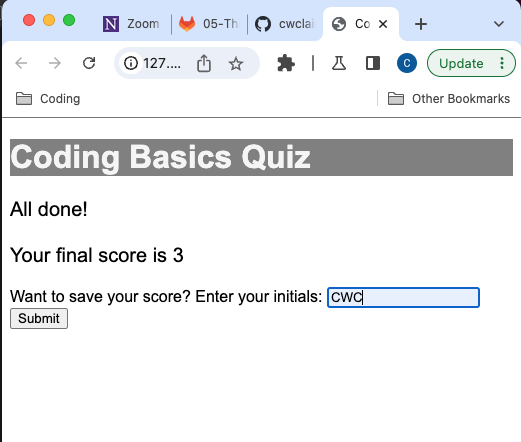 N Zoom 05-Th cwclai Co
127.... C Update
Coding Other Bookmarks
Coding Basics Quiz
All done!
Your final score is 3
Want to save your score? Enter your initials: CWC
Submit